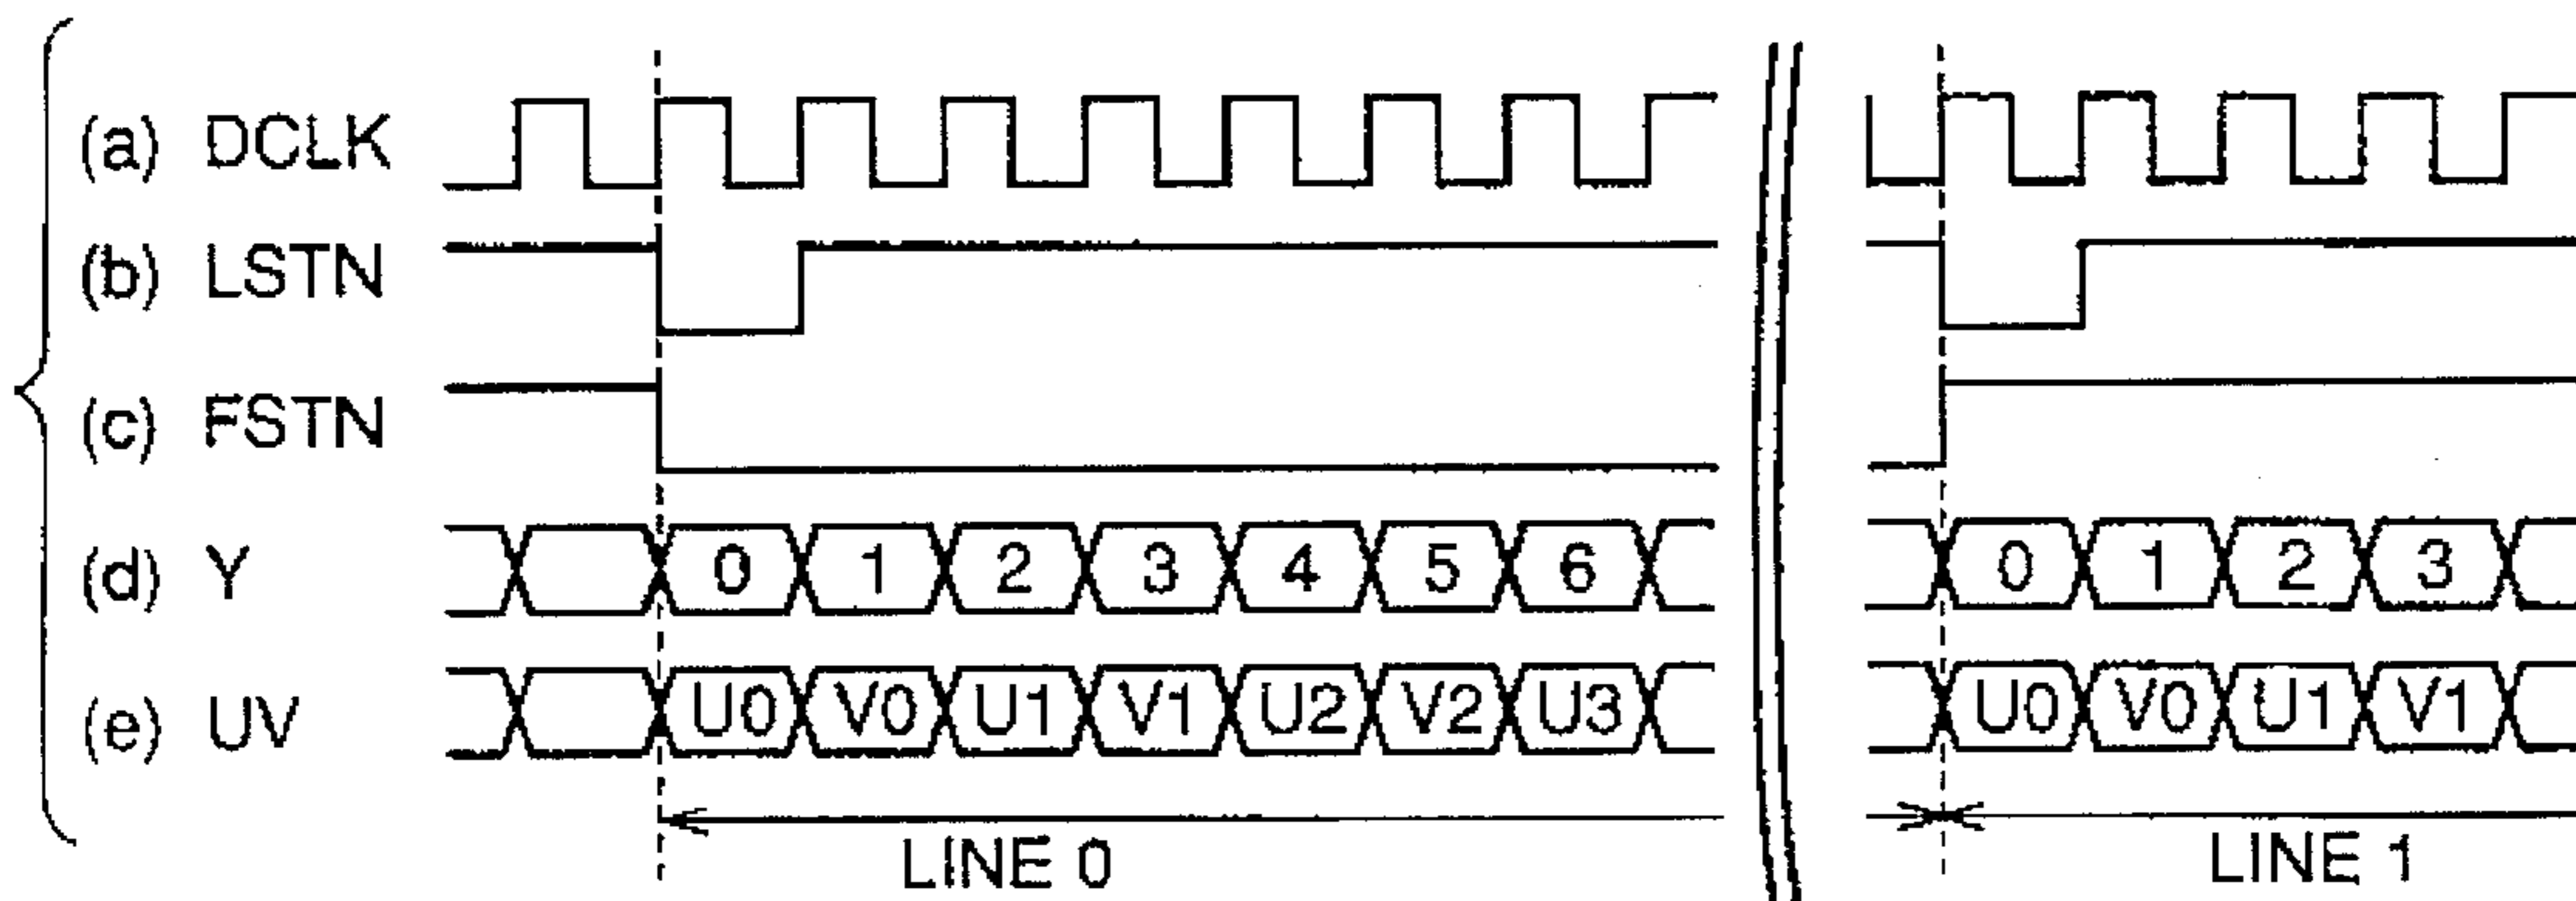 (a) DCLK
(b) LSTN
(c) FSTN
(d) Y 0 1 2 3 4 5 6 0 1 2 3
(e) UV U0 V0 U1 V1 U2 V2 U3 U0 V0 U1 V1
LINE 0 LINE 1